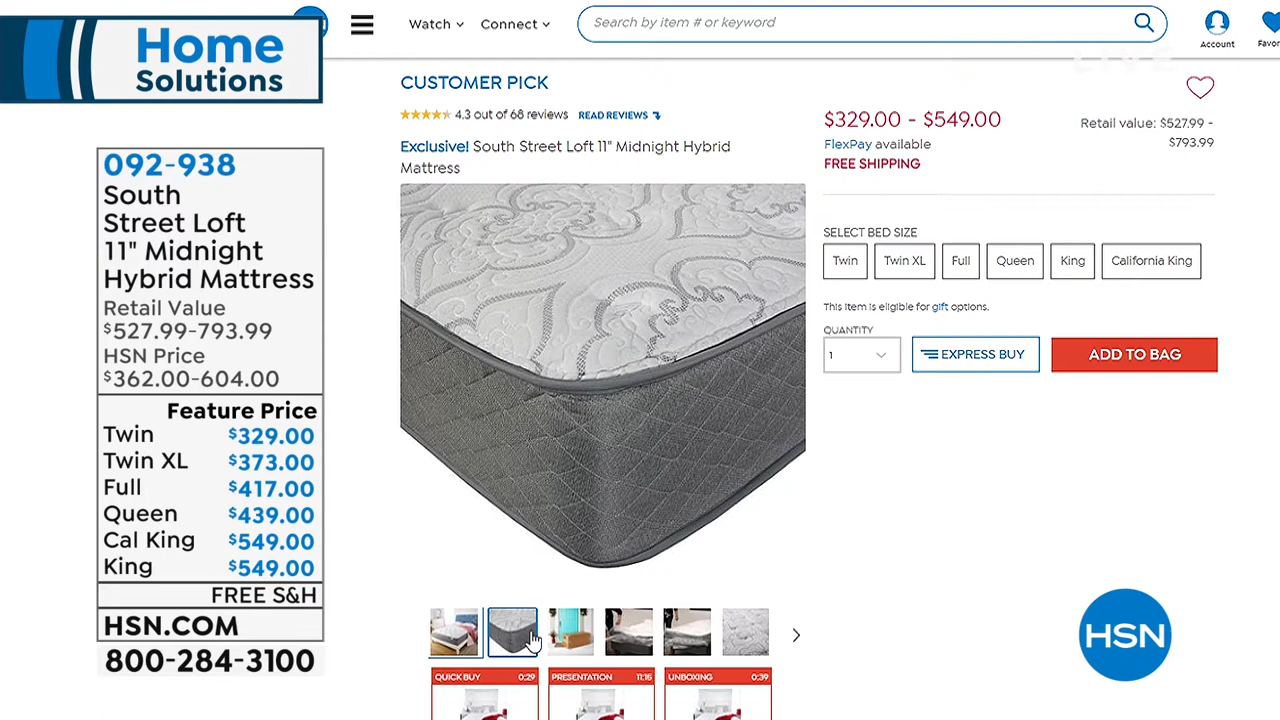 Home
Solutions
092-938
South
Street Loft
11" Midnight
Hybrid Mattress
Retail Value
$527.99-793.99
HSN Price
$362.00-604.00
Feature Price
Twin $329.00
Twin XL $373.00
Full $417.00
Queen $439.00
Cal King $549.00
King $549.00
FREE S&H
HSN.COM
800-284-3100
Watch
Connect
Search by item # or keyword
Account
Favor
LIVE
CUSTOMER PICK
4.3 out of 68 reviews READ REVIEWS
Exclusive! South Street Loft 11" Midnight Hybrid
Mattress
$329.00 - $549.00
Retail value: $527.99 -
$793.99
FlexPay available
FREE SHIPPING
SELECT BED SIZE
Twin Twin XL Full Queen King California King
This item is eligible for gift options.
QUANTITY
1
EXPRESS BUY
ADD TO BAG
QUICK BUY 0:29
PRESENTATION 11:15
UNBOXING 0:39
HSN